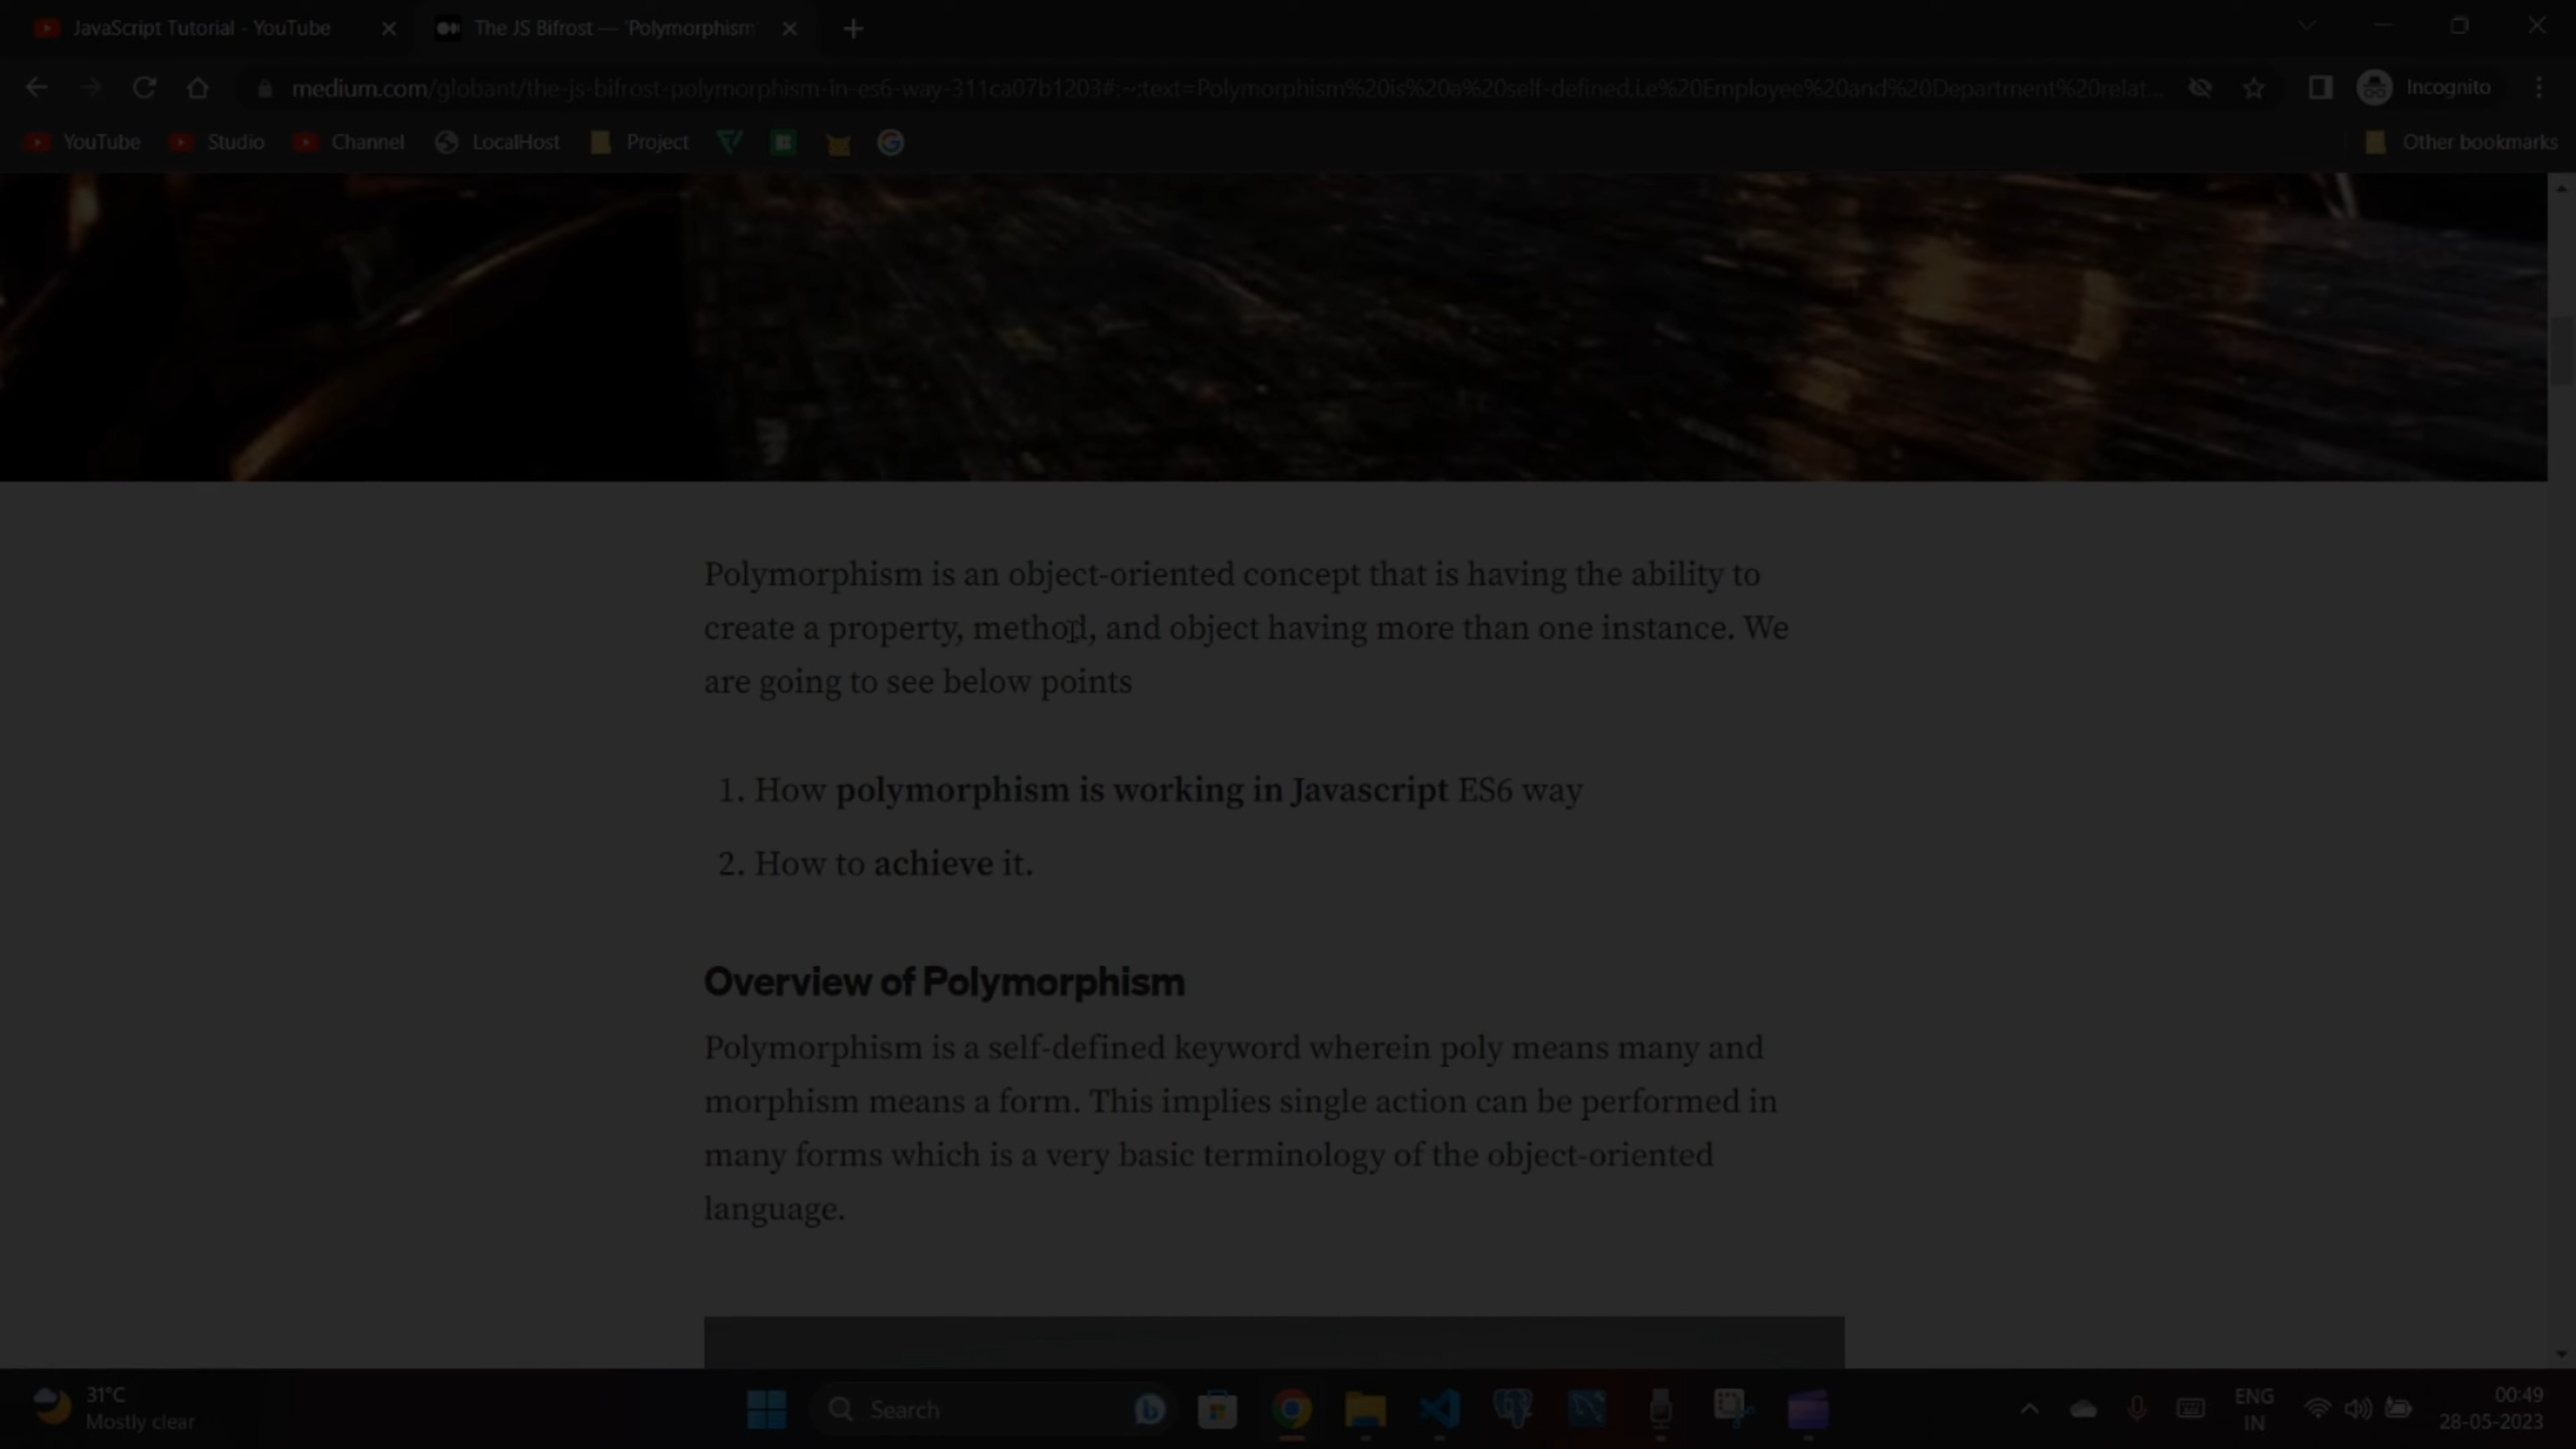 JavaScript Tutorial - YouTube
The JS Bifrost — 'Polymorphism
medium.com/globant/the-js-bifrost-polymorphism-in-es6-way-311ca07b1203#:~:text=Polymorphism%20is%20a%20self-defined,i.e%20Employee%20and%20Department%20relat...
Incognito
YouTube Studio Channel LocalHost Project
Other bookmarks
Polymorphism is an object-oriented concept that is having the ability to
create a property, method, and object having more than one instance. We
are going to see below points
1. How polymorphism is working in Javascript ES6 way
2. How to achieve it.
Overview of Polymorphism
Polymorphism is a self-defined keyword wherein poly means many and
morphism means a form. This implies single action can be performed in
many forms which is a very basic terminology of the object-oriented
language.
31°C
Mostly clear
Search
ENG
IN
00:49
28-05-2023